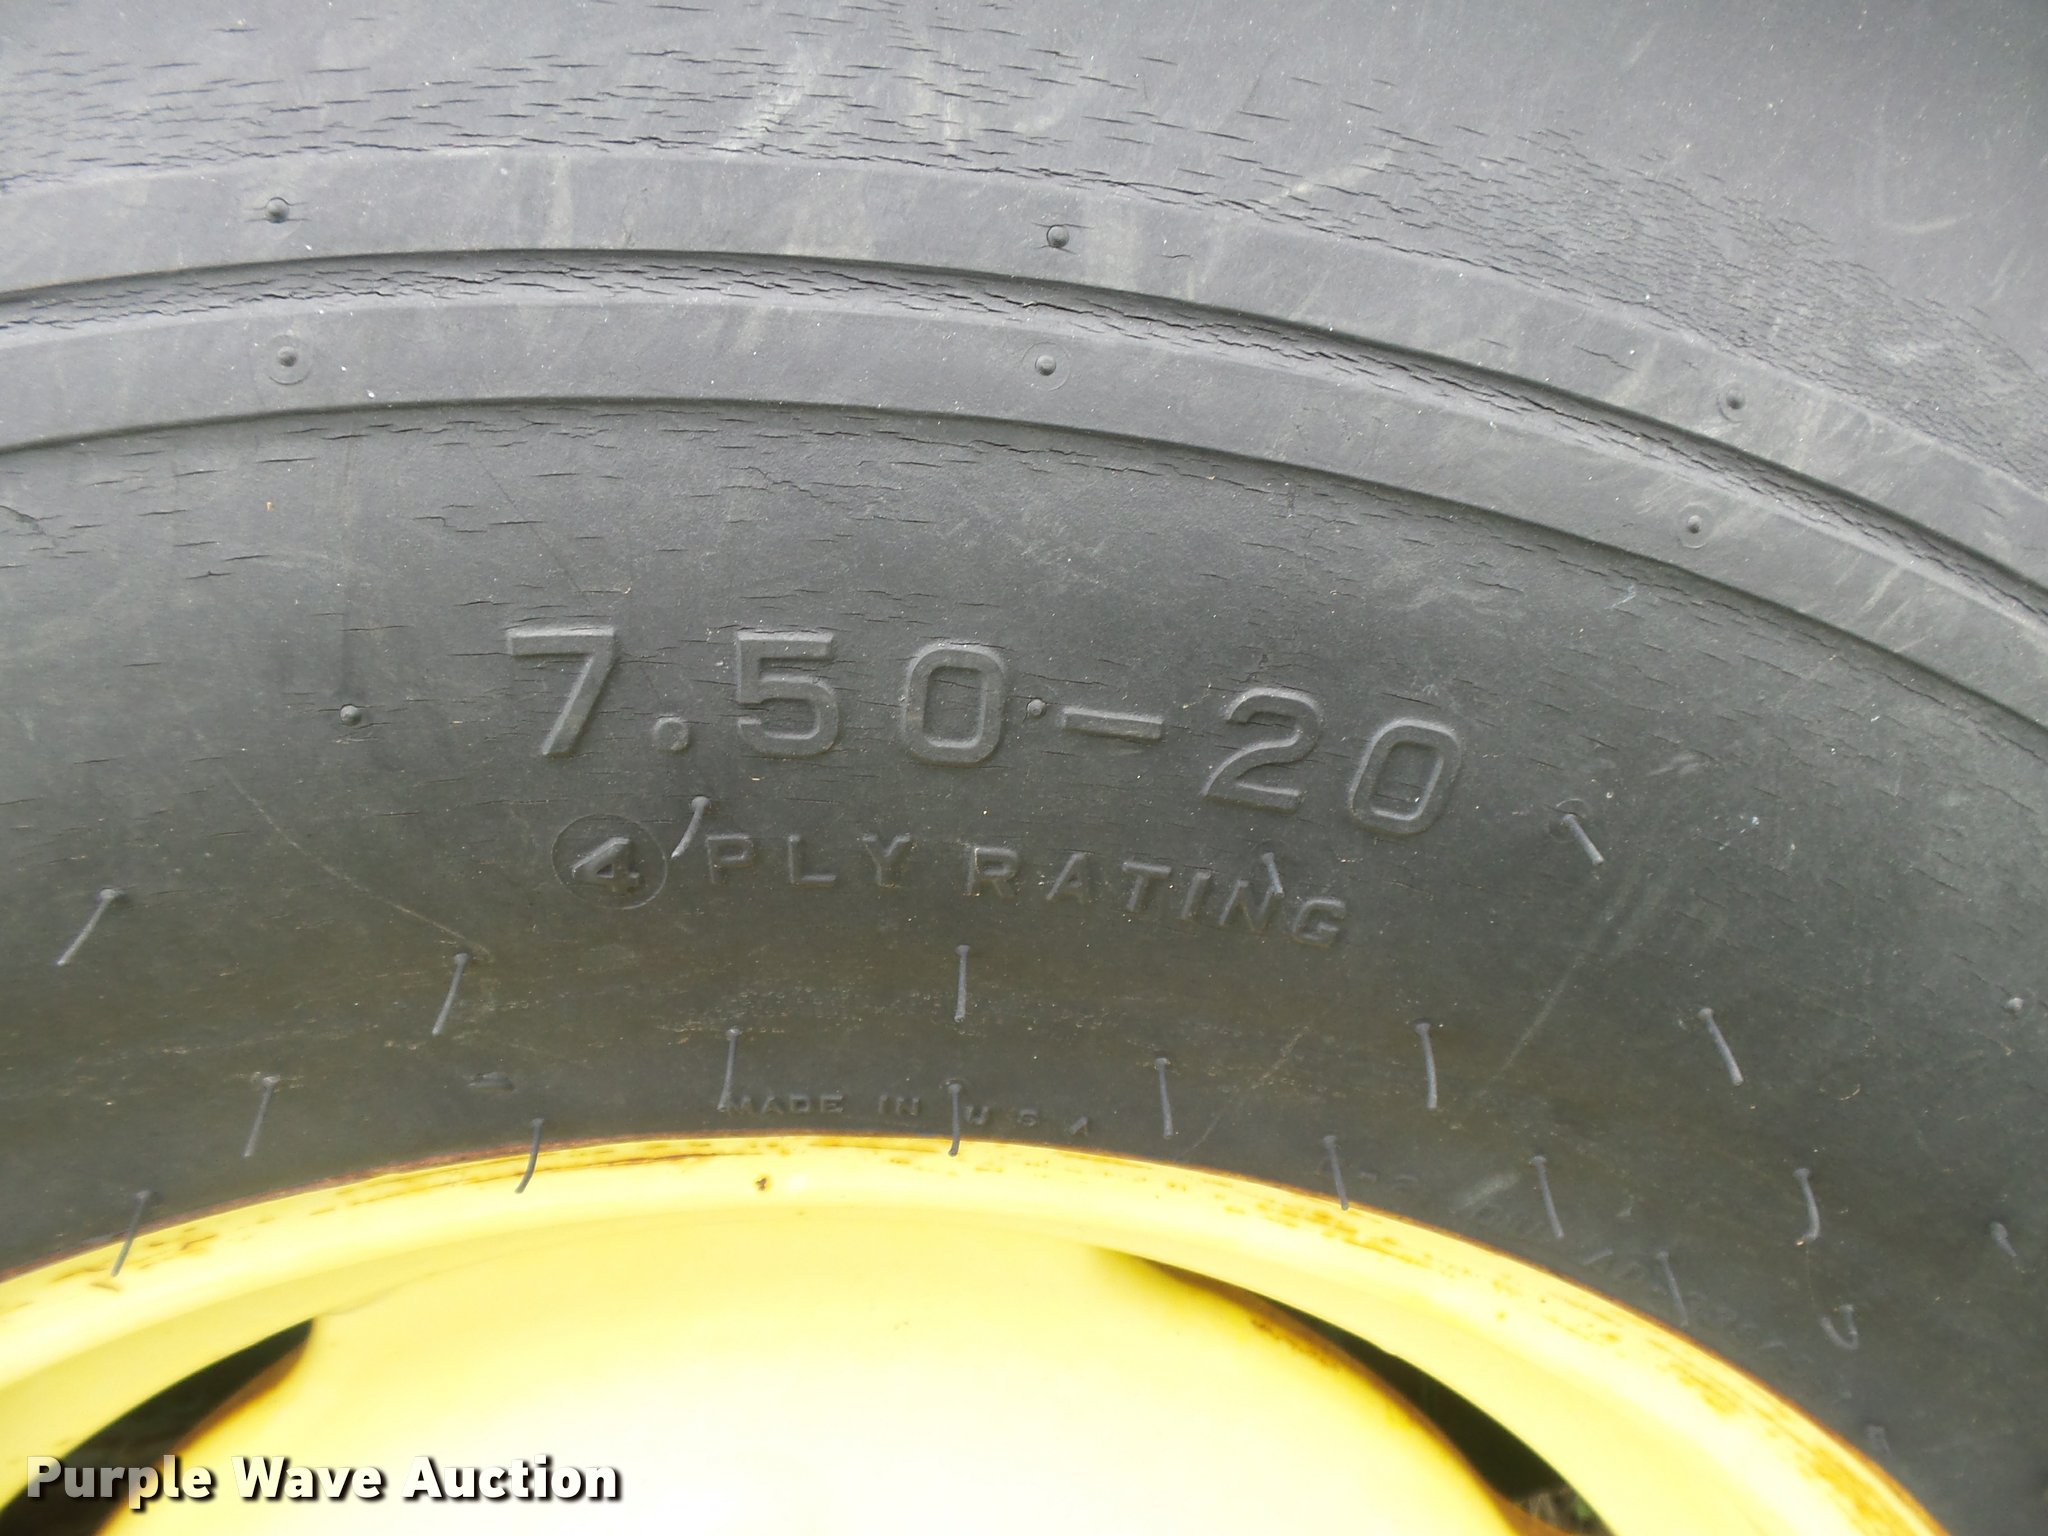 7.50-20
4 PLY RATING
MADE IN U S A
Purple Wave Auction